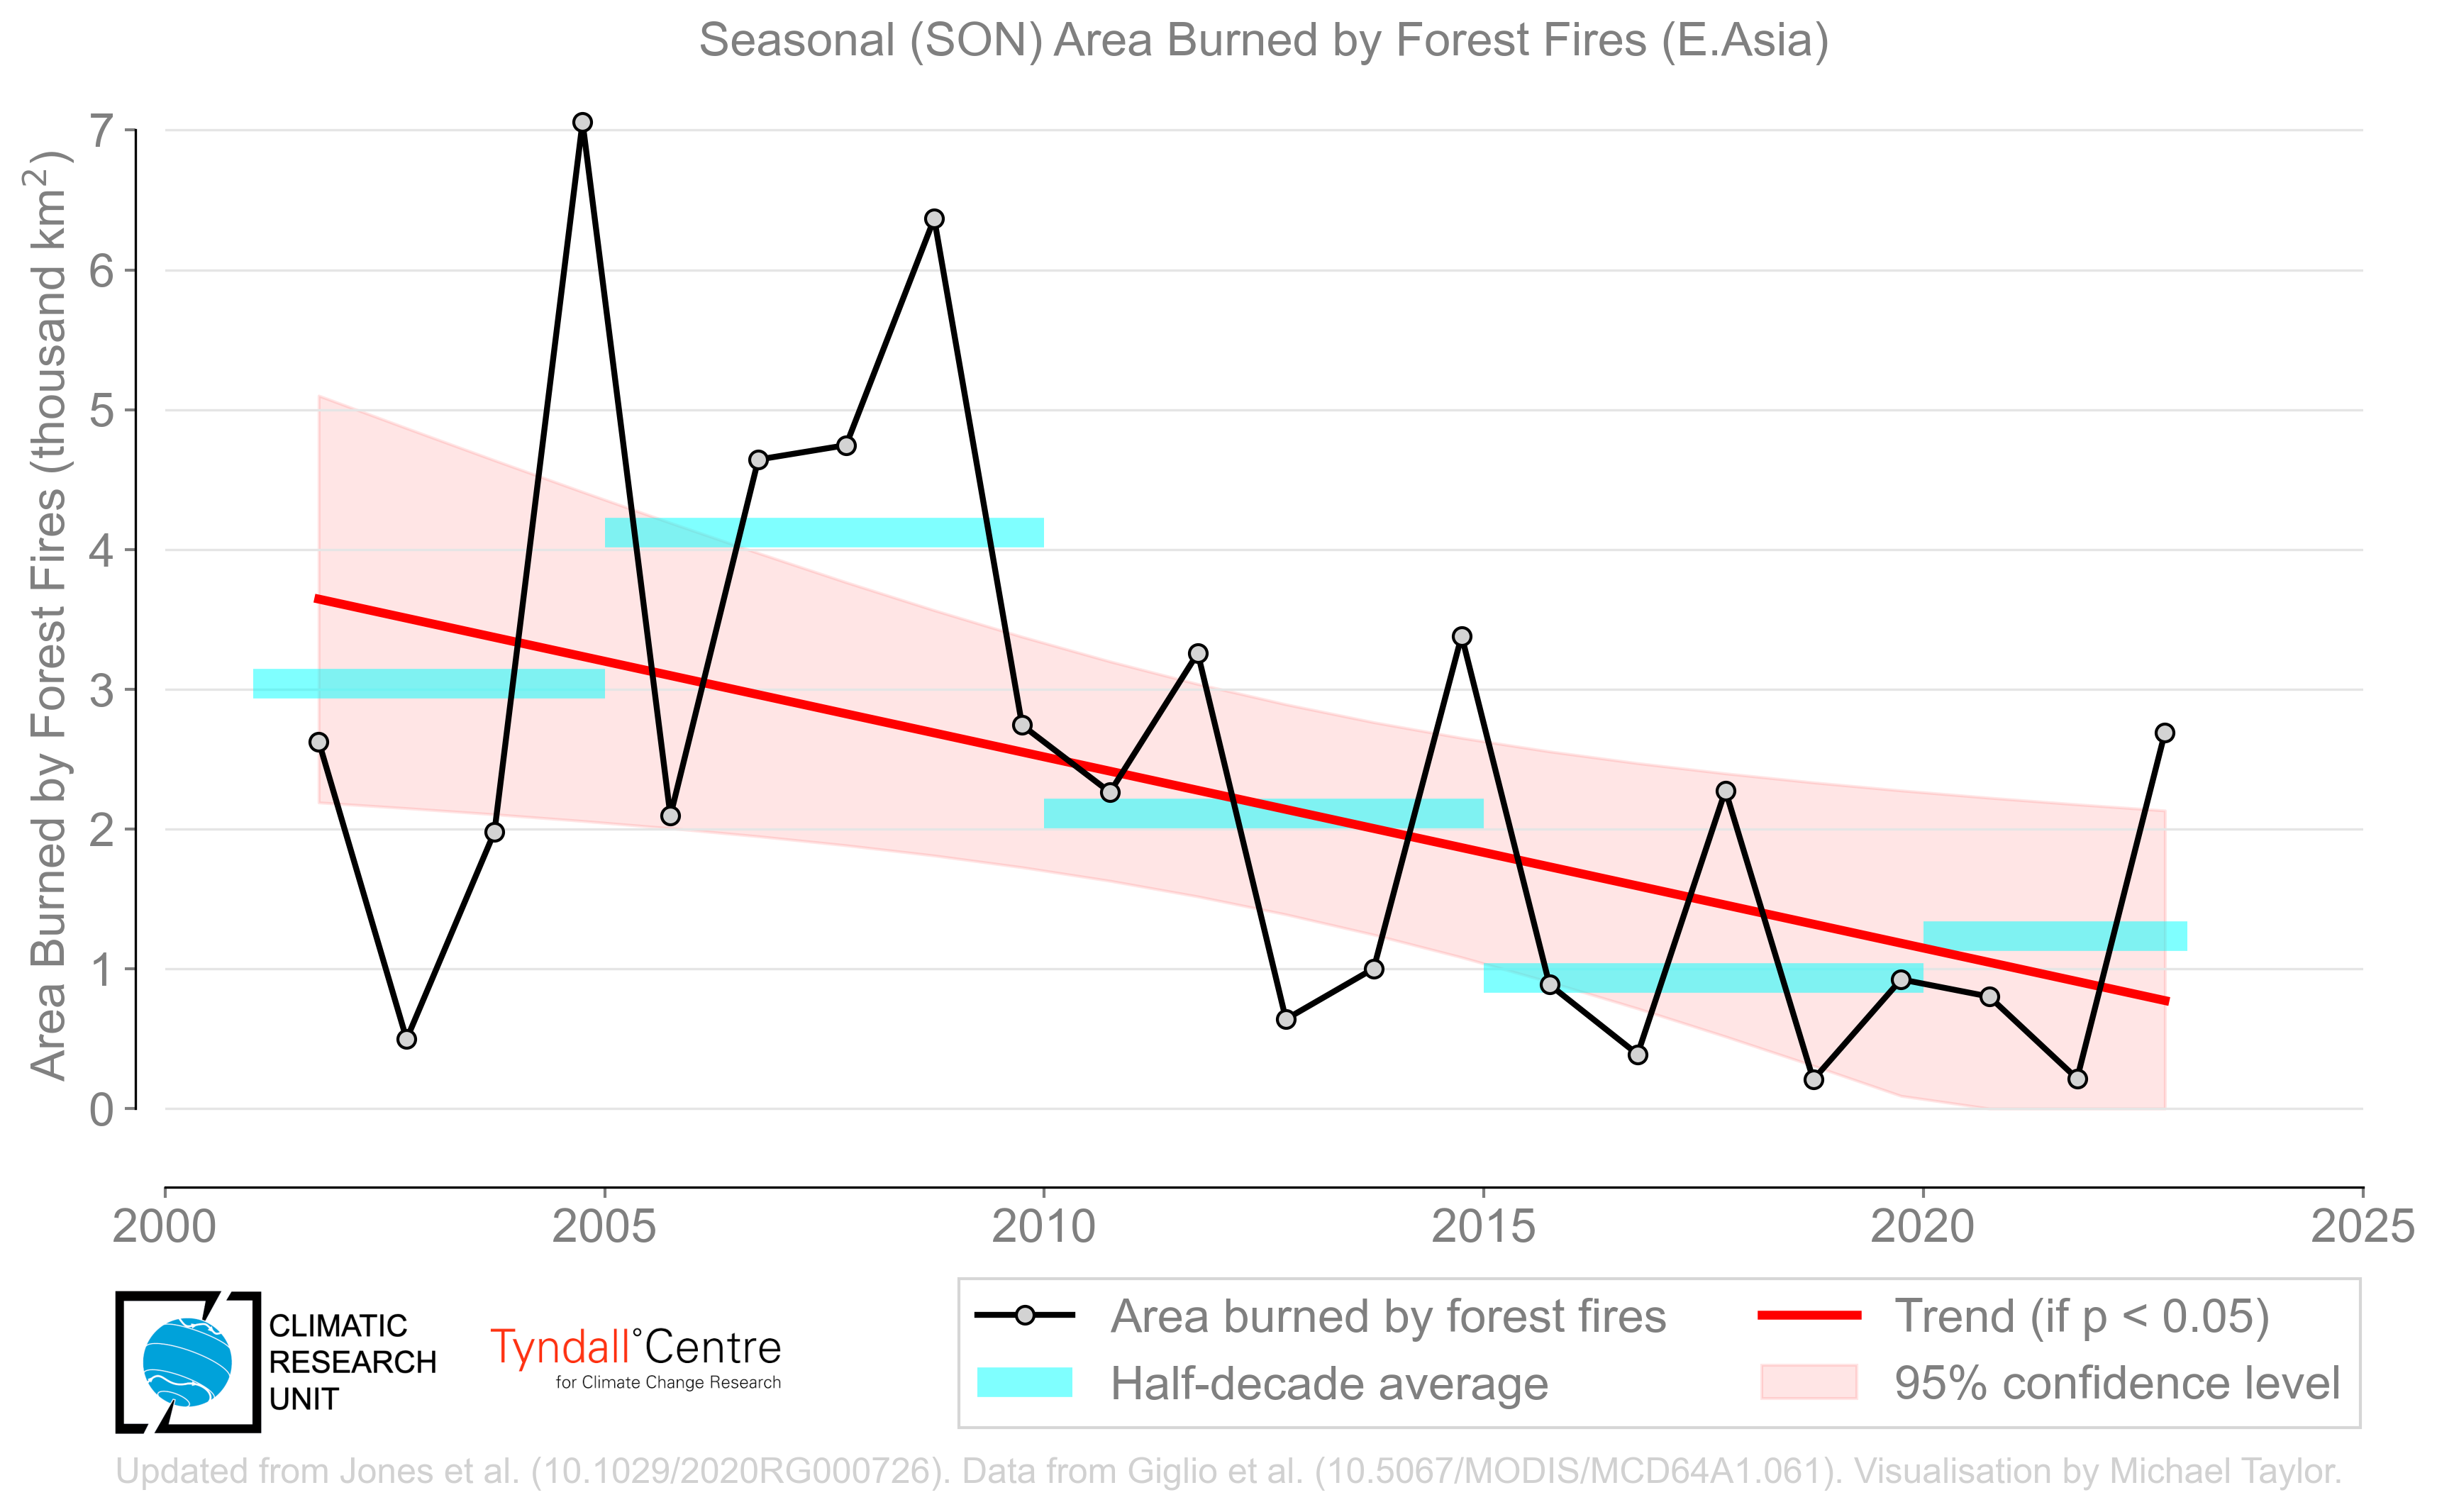 Seasonal (SON) Area Burned by Forest Fires (E.Asia)
Area Burned by Forest Fires (thousand km²)
7
6
5
4
3
2
1
0
2000 2005 2010 2015 2020 2025
CLIMATIC
RESEARCH
UNIT
Tyndall°Centre
for Climate Change Research
Area burned by forest fires
Half-decade average
Trend (if p < 0.05)
95% confidence level
Updated from Jones et al. (10.1029/2020RG000726). Data from Giglio et al. (10.5067/MODIS/MCD64A1.061). Visualisation by Michael Taylor.